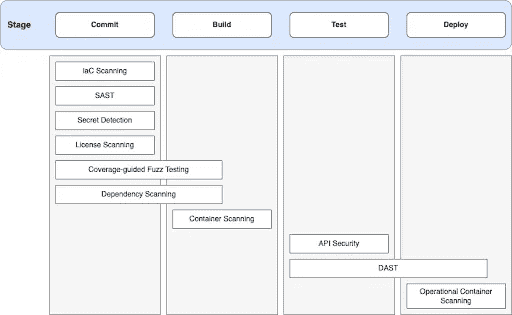 Stage
Commit
Build
Test
Deploy
IaC Scanning
SAST
Secret Detection
License Scanning
Coverage-guided Fuzz Testing
Dependency Scanning
Container Scanning
API Security
DAST
Operational Container
Scanning